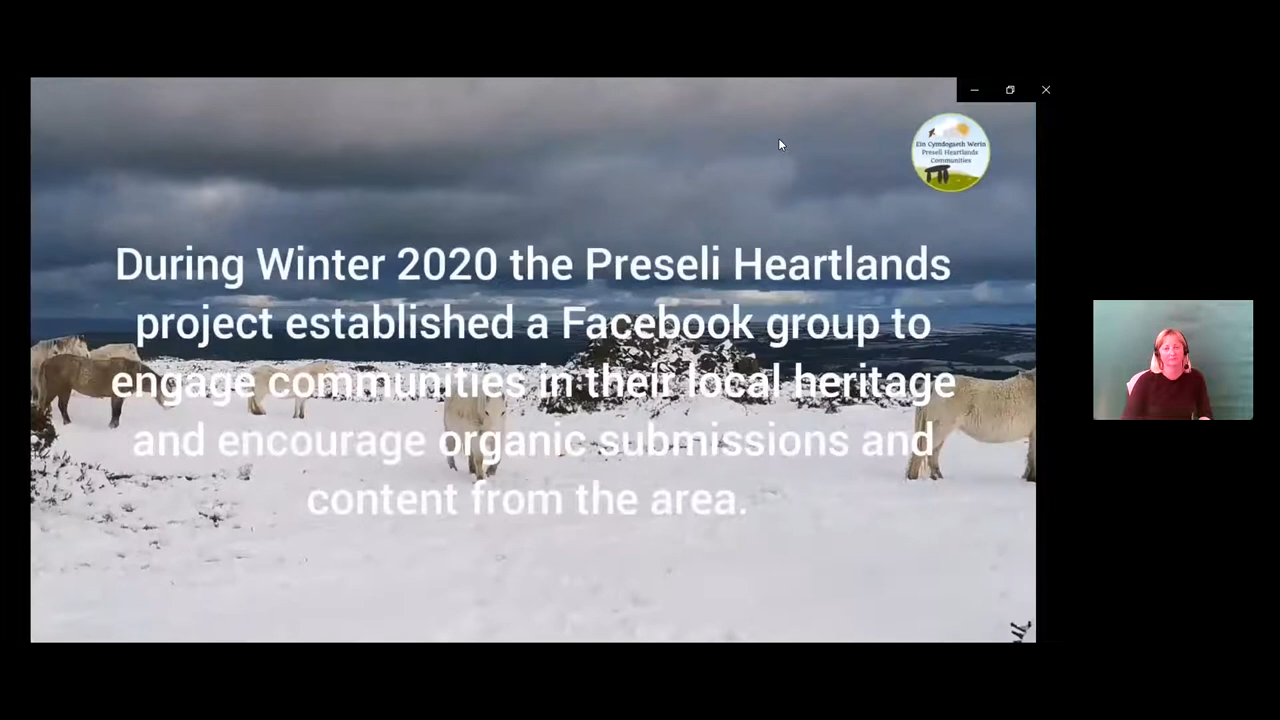 Ein Cymdogaeth Werin
Preseli Heartlands
Communities
During Winter 2020 the Preseli Heartlands
project established a Facebook group to
engage communities in their local heritage
and encourage organic submissions and
content from the area.